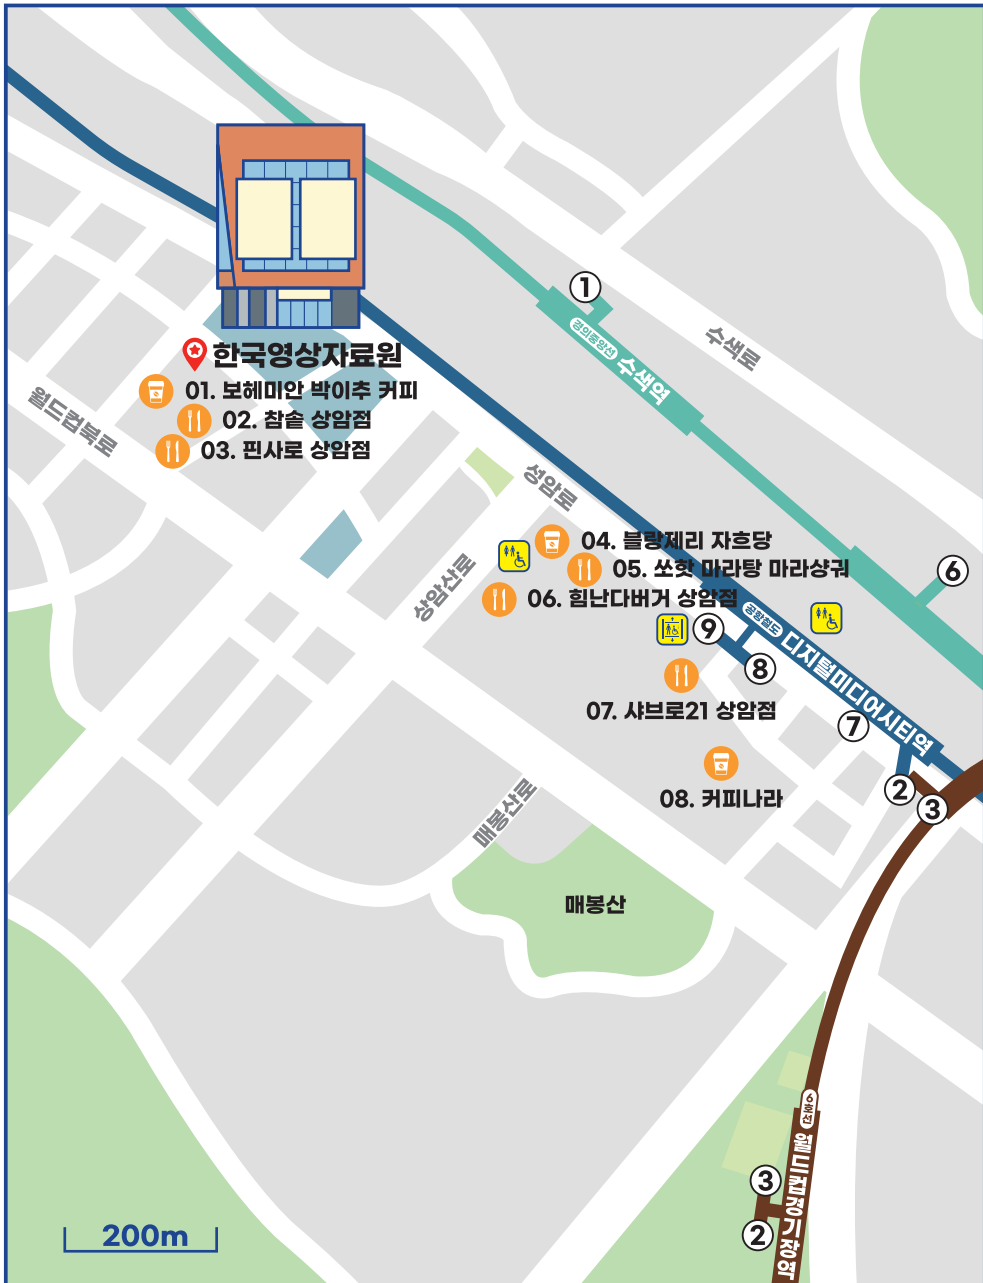 ①
경의중앙선 수색역
수색로
한국영상자료원
01. 보헤미안 박이추 커피
02. 참숯 상암점
03. 핀사로 상암점
월드컵북로
성암로
04. 블랑제리 자흐당
05. 쏘핫 마라탕 마라샹궈
06. 힘난다버거 상암점
상암산로
⑥
⑨
⑧
공항철도 디지털미디어시티역
07. 샤브로21 상암점
⑦
08. 커피나라
②
③
매봉산로
매봉산
6호선 월드컵경기장역
③
②
200m